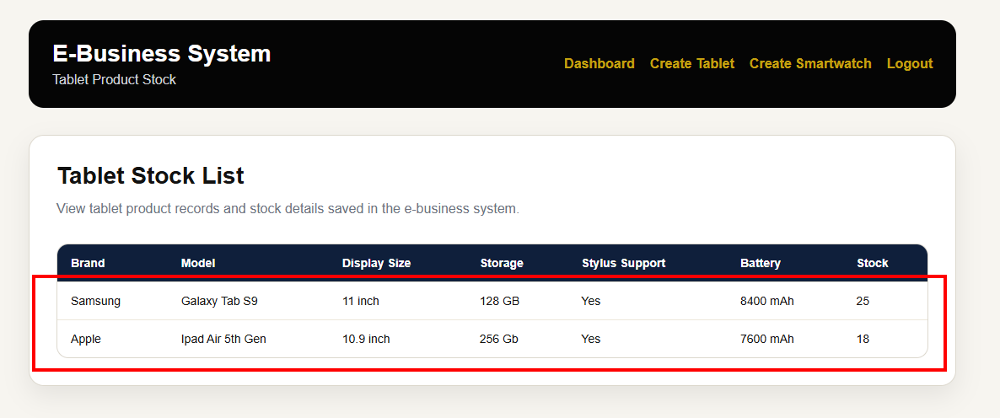 E-Business System
Tablet Product Stock
Dashboard Create Tablet Create Smartwatch Logout
Tablet Stock List
View tablet product records and stock details saved in the e-business system.
Brand Model Display Size Storage Stylus Support Battery Stock
Samsung Galaxy Tab S9 11 inch 128 GB Yes 8400 mAh 25
Apple Ipad Air 5th Gen 10.9 inch 256 Gb Yes 7600 mAh 18